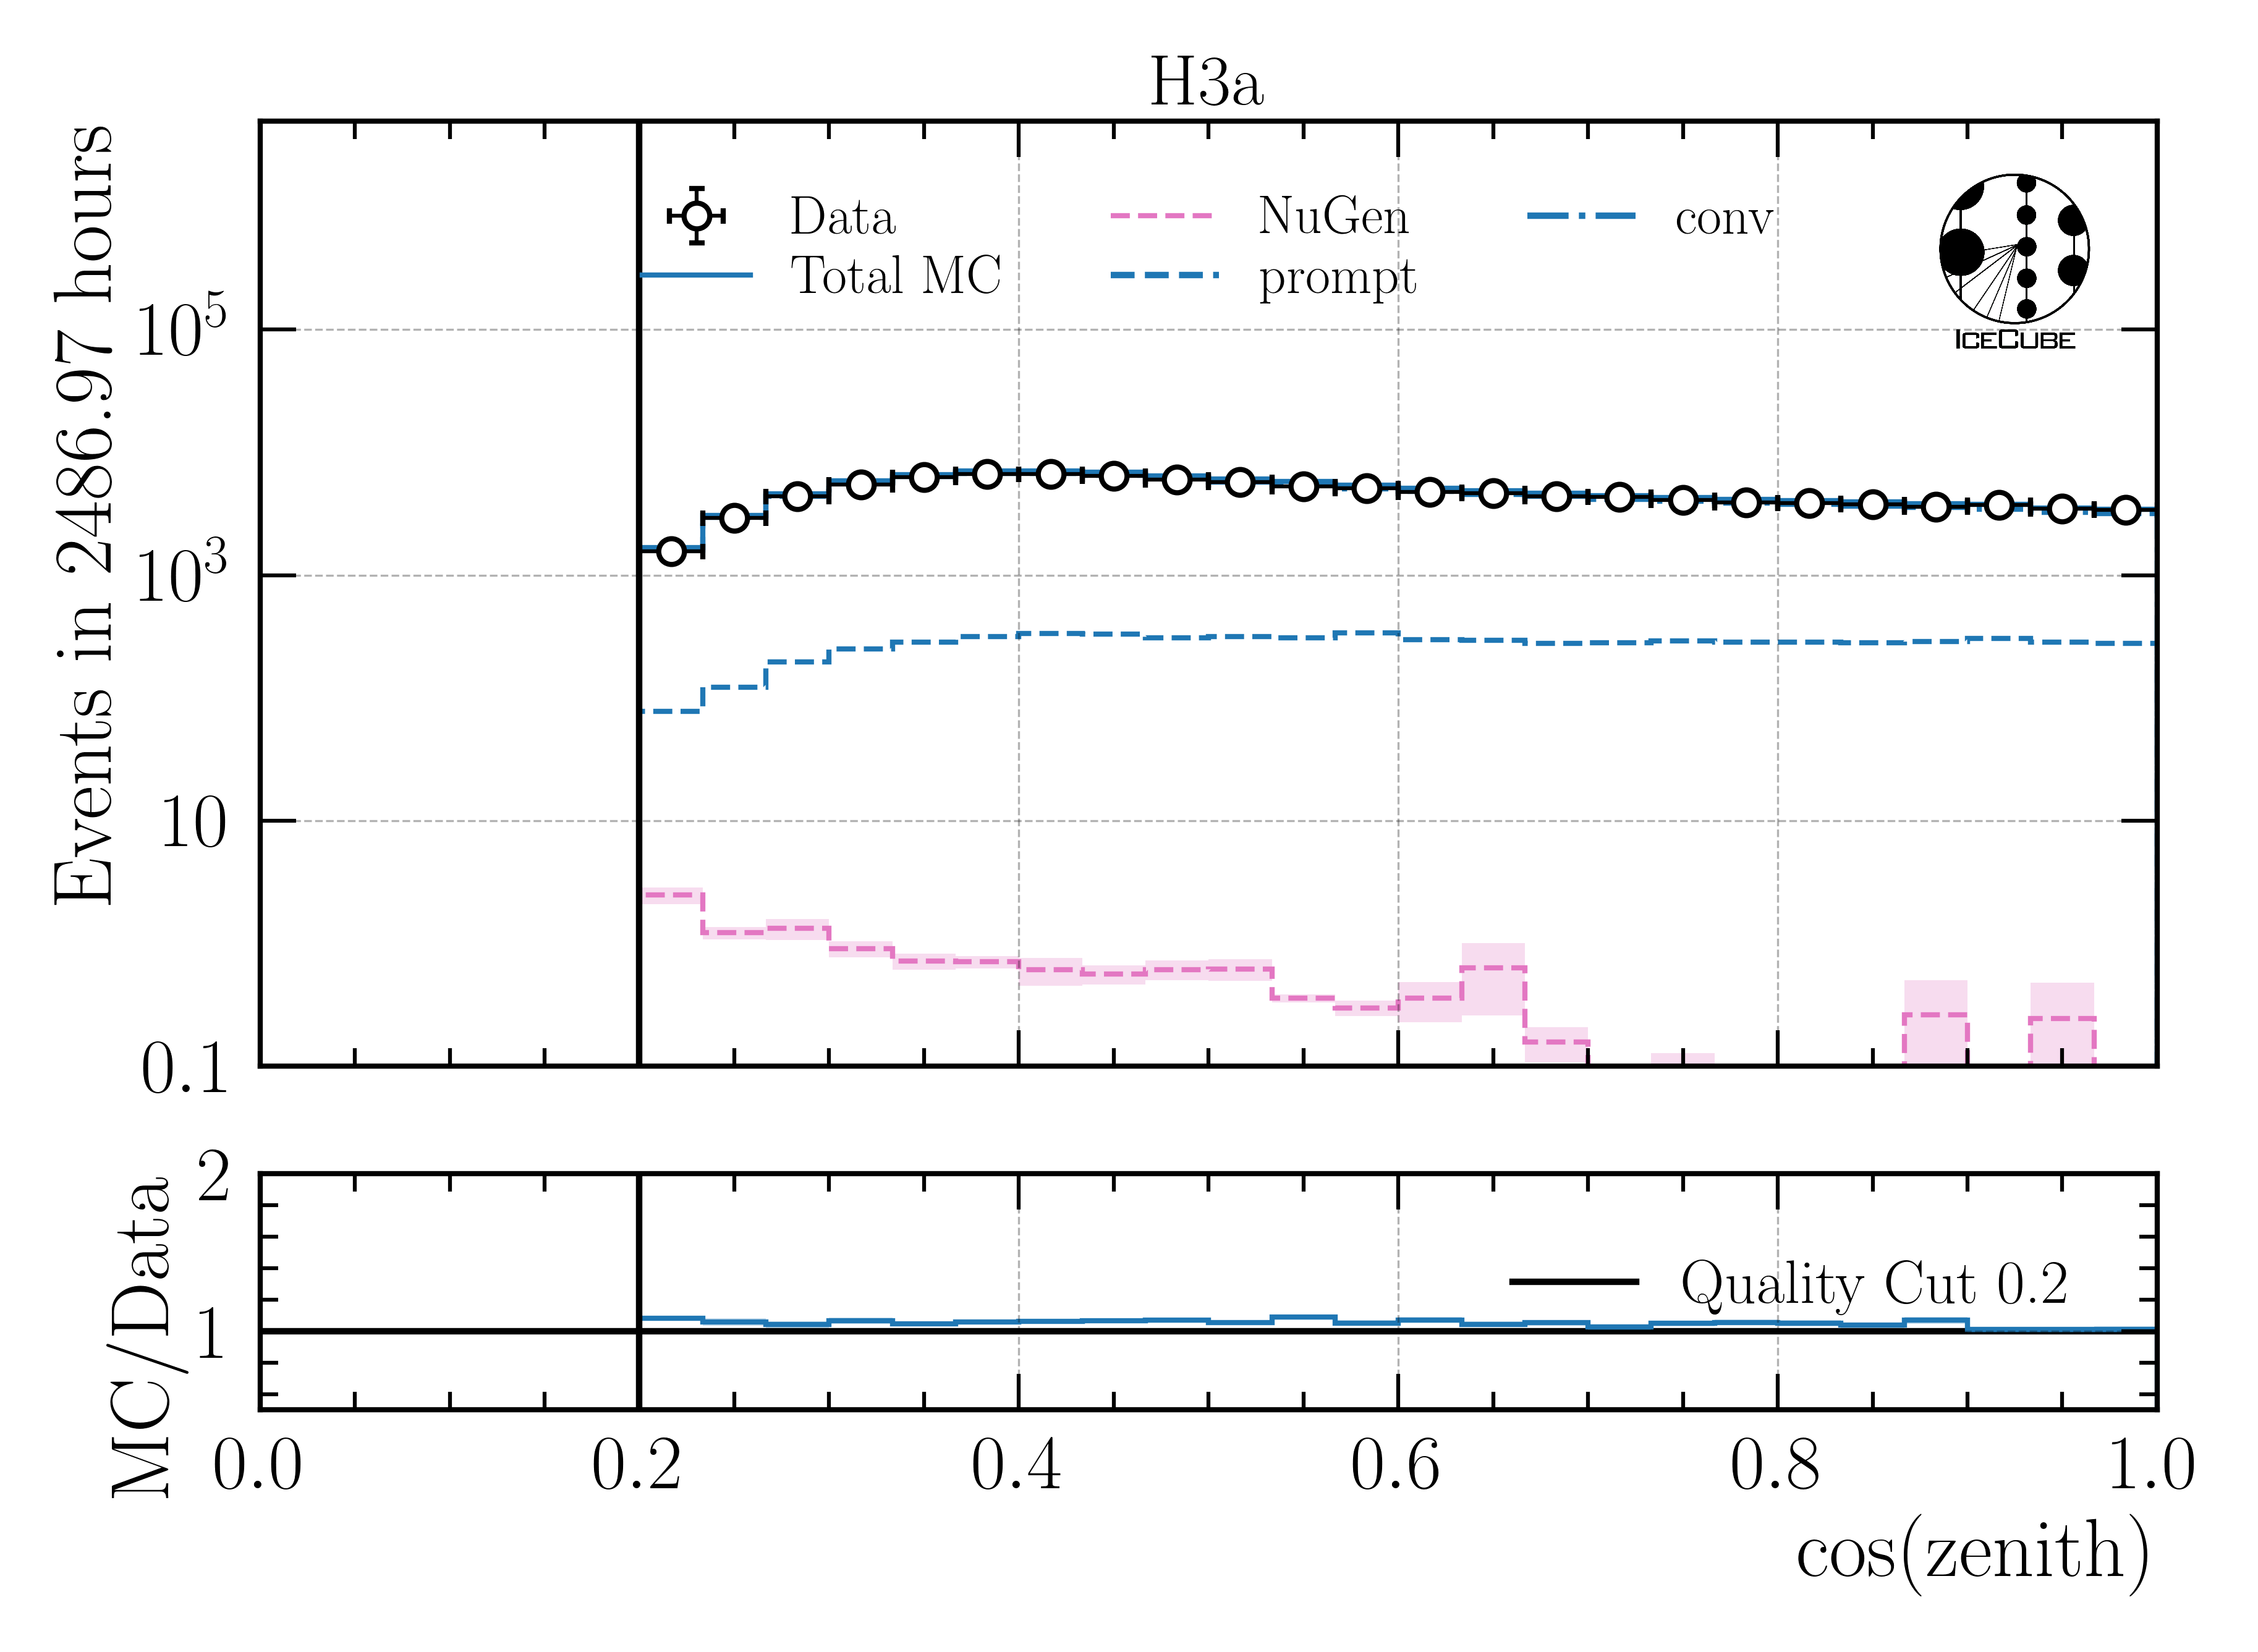 H3a
Events in 2486.97 hours
10^5
10^3
10
0.1
Data
Total MC
NuGen
prompt
conv
ICECUBE
MC/Data
2
1
Quality Cut 0.2
0.0 0.2 0.4 0.6 0.8 1.0
cos(zenith)